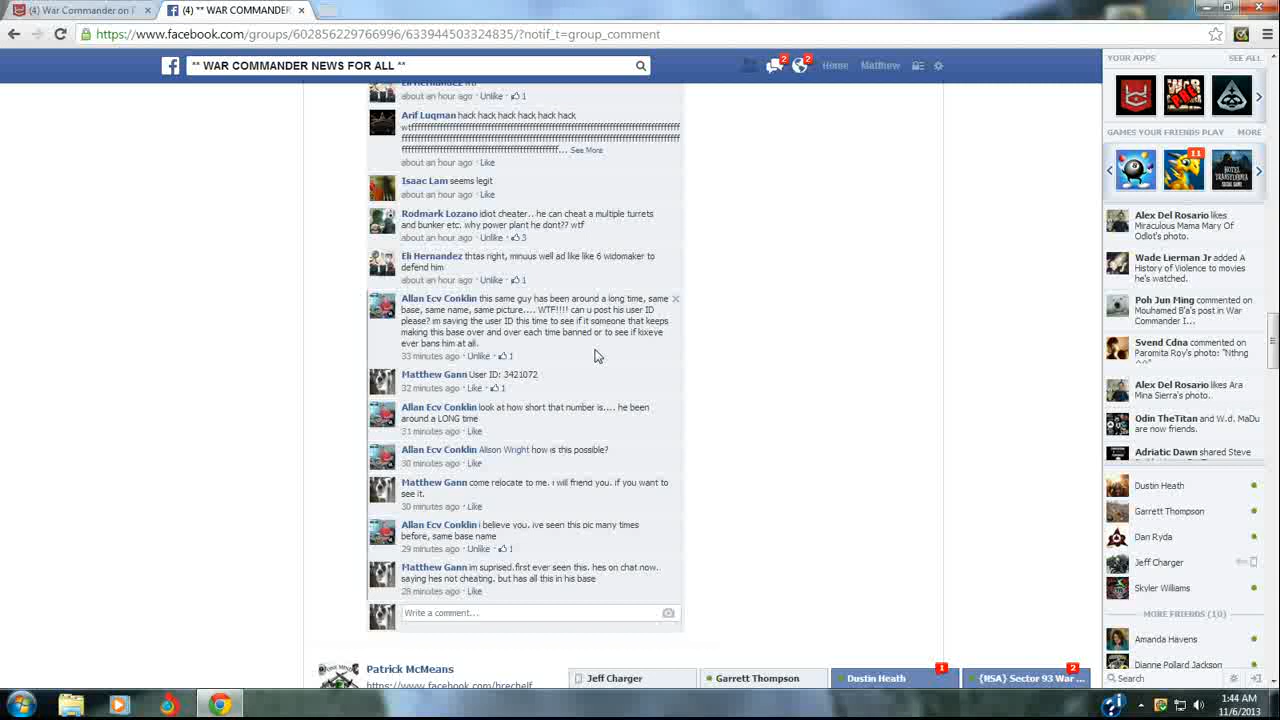 (4) War Commander on
(4) ** WAR COMMANDER
https://www.facebook.com/groups/602856229766996/633944503324835/?notif_t=group_comment
** WAR COMMANDER NEWS FOR ALL **
2
2
Home
Matthew
about an hour ago · Unlike · 1
Arif Luqman hack hack hack hack hack hack
See More
about an hour ago · Like
Isaac Lam seems legit
about an hour ago · Like
Rodmark Lozano idiot cheater.. he can cheat a multiple turrets
and bunker etc. why power plant he dont?? wtf
about an hour ago · Unlike · 3
Eli Hernandez thtas right, minuus well ad like like 6 widomaker to
defend him
about an hour ago · Unlike · 1
Allan Ecv Conklin this same guy has been around a long time, same
base, same name, same picture.... WTF!!!! can u post his user ID
please? im saving the user ID this time to see if it someone that keeps
making this base over and over each time banned or to see if kixeye
ever bans him at all.
33 minutes ago · Unlike · 1
Matthew Gann User ID: 3421072
32 minutes ago · Like · 1
Allan Ecv Conklin look at how short that number is.... he been
around a LONG time
31 minutes ago · Like
Allan Ecv Conklin Alison Wright how is this possible?
30 minutes ago · Like
Matthew Gann come relocate to me. i will friend you. if you want to
see it.
30 minutes ago · Like
Allan Ecv Conklin i believe you. ive seen this pic many times
before, same base name
29 minutes ago · Unlike · 1
Matthew Gann im suprised.first ever seen this. hes on chat now.
saying hes not cheating. but has all this in his base
28 minutes ago · Like
Write a comment...
Patrick McMeans
Jeff Charger
Garrett Thompson
Dustin Heath
1
{HSA} Sector 93 War ...
2
YOUR APPS
SEE ALL
GAMES YOUR FRIENDS PLAY
MORE
11
HOTEL
TRANSYLVANIA
Alex Del Rosario likes
Miraculous Mama Mary Of
Odlot's photo.
Wade Lierman Jr added A
History of Violence to movies
he's watched.
Poh Jun Ming commented on
Mouhamed B'a's post in War
Commander I...
Svend Cdna commented on
Paromita Roy's photo: "Nthng
^^"
Alex Del Rosario likes Ara
Mina Sierra's photo.
Odin TheTitan and W.d. MaDu
are now friends.
Adriatic Dawn shared Steve
Dustin Heath
Garrett Thompson
Dan Ryda
Jeff Charger
Skyler Williams
MORE FRIENDS (10)
Amanda Havens
Dianne Pollard Jackson
Search
1:44 AM
11/6/2013